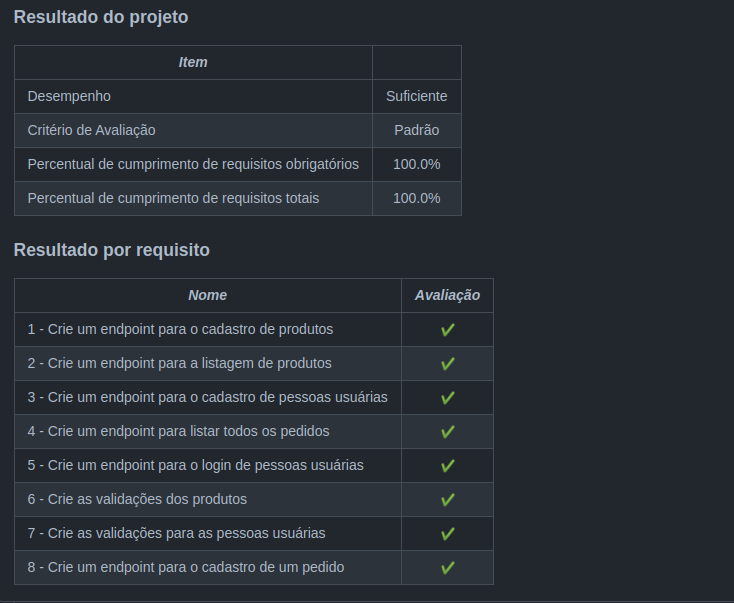 Resultado do projeto
Item
Desempenho Suficiente
Critério de Avaliação Padrão
Percentual de cumprimento de requisitos obrigatórios 100.0%
Percentual de cumprimento de requisitos totais 100.0%
Resultado por requisito
Nome Avaliação
1 - Crie um endpoint para o cadastro de produtos ✔
2 - Crie um endpoint para a listagem de produtos ✔
3 - Crie um endpoint para o cadastro de pessoas usuárias ✔
4 - Crie um endpoint para listar todos os pedidos ✔
5 - Crie um endpoint para o login de pessoas usuárias ✔
6 - Crie as validações dos produtos ✔
7 - Crie as validações para as pessoas usuárias ✔
8 - Crie um endpoint para o cadastro de um pedido ✔